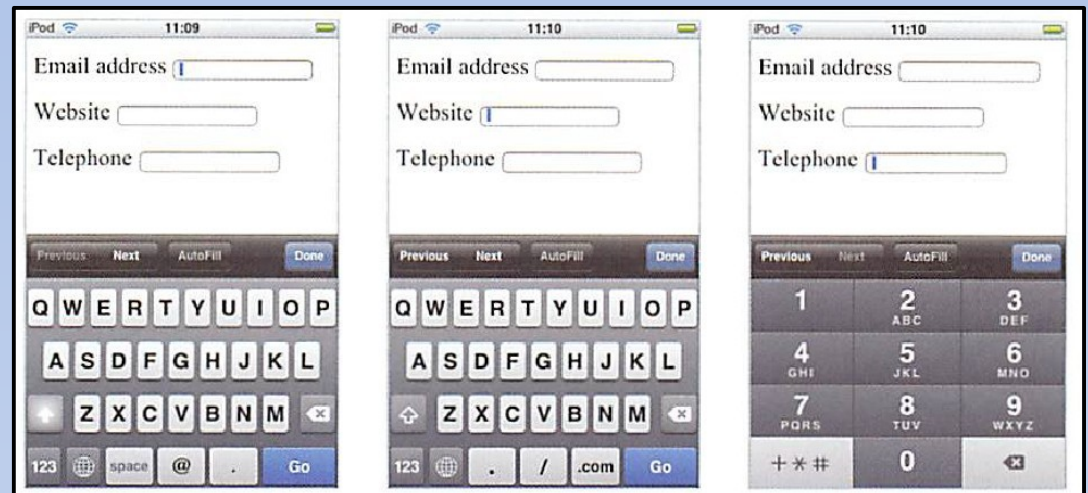 iPod 11:09
Email address
Website
Telephone
Previous Next AutoFill Done
Q W E R T Y U I O P
A S D F G H J K L
Z X C V B N M
123 space @ . Go
iPod 11:10
Email address
Website
Telephone
Previous Next AutoFill Done
Q W E R T Y U I O P
A S D F G H J K L
Z X C V B N M
123 . / .com Go
iPod 11:10
Email address
Website
Telephone
Previous Next AutoFill Done
1 2 3
ABC DEF
4 5 6
GHI JKL MNO
7 8 9
PQRS TUV WXYZ
+*# 0